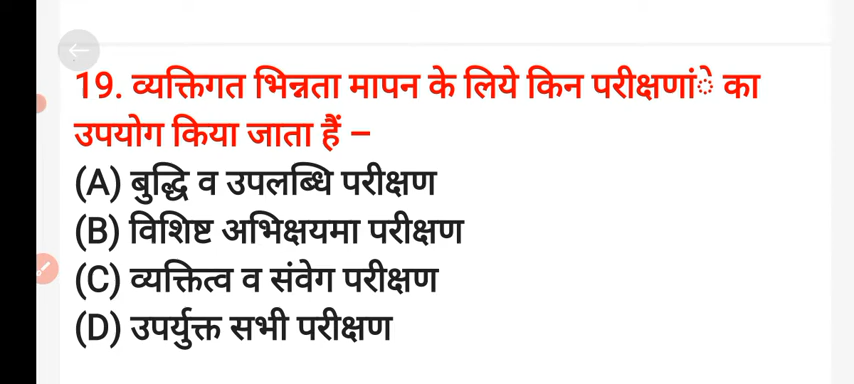 19. व्यक्तिगत भिन्नता मापन के लिये किन परीक्षणांे का
उपयोग किया जाता हैं –
(A) बुद्धि व उपलब्धि परीक्षण
(B) विशिष्ट अभिक्षयमा परीक्षण
(C) व्यक्तित्व व संवेग परीक्षण
(D) उपर्युक्त सभी परीक्षण